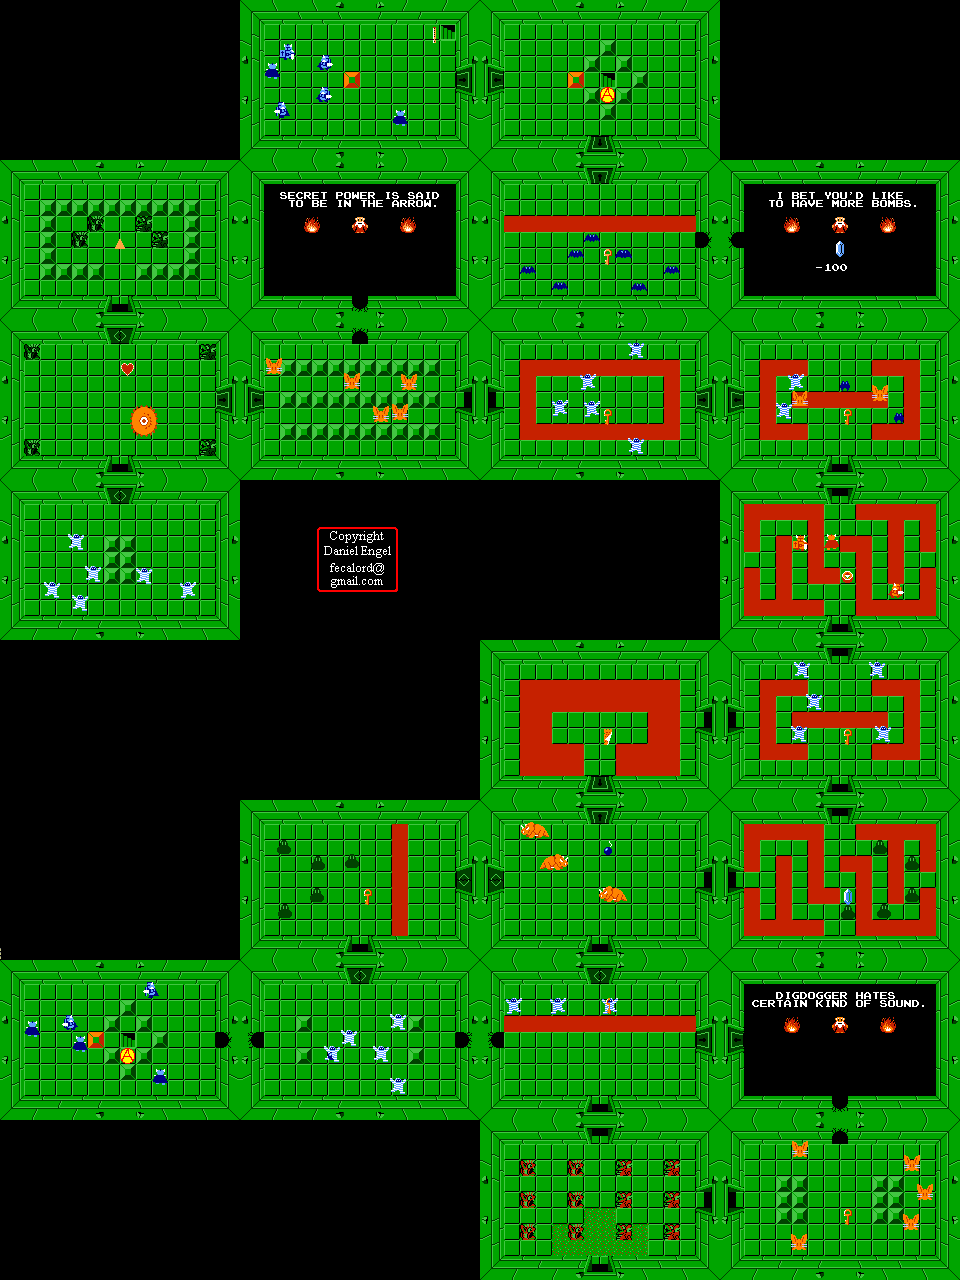 SECRET POWER IS SAID
TO BE IN THE ARROW.
I BET YOU'D LIKE
TO HAVE MORE BOMBS.
-100
Copyright
Daniel Engel
fecalord@
gmail.com
DIGDOGGER HATES
CERTAIN KIND OF SOUND.
A
A